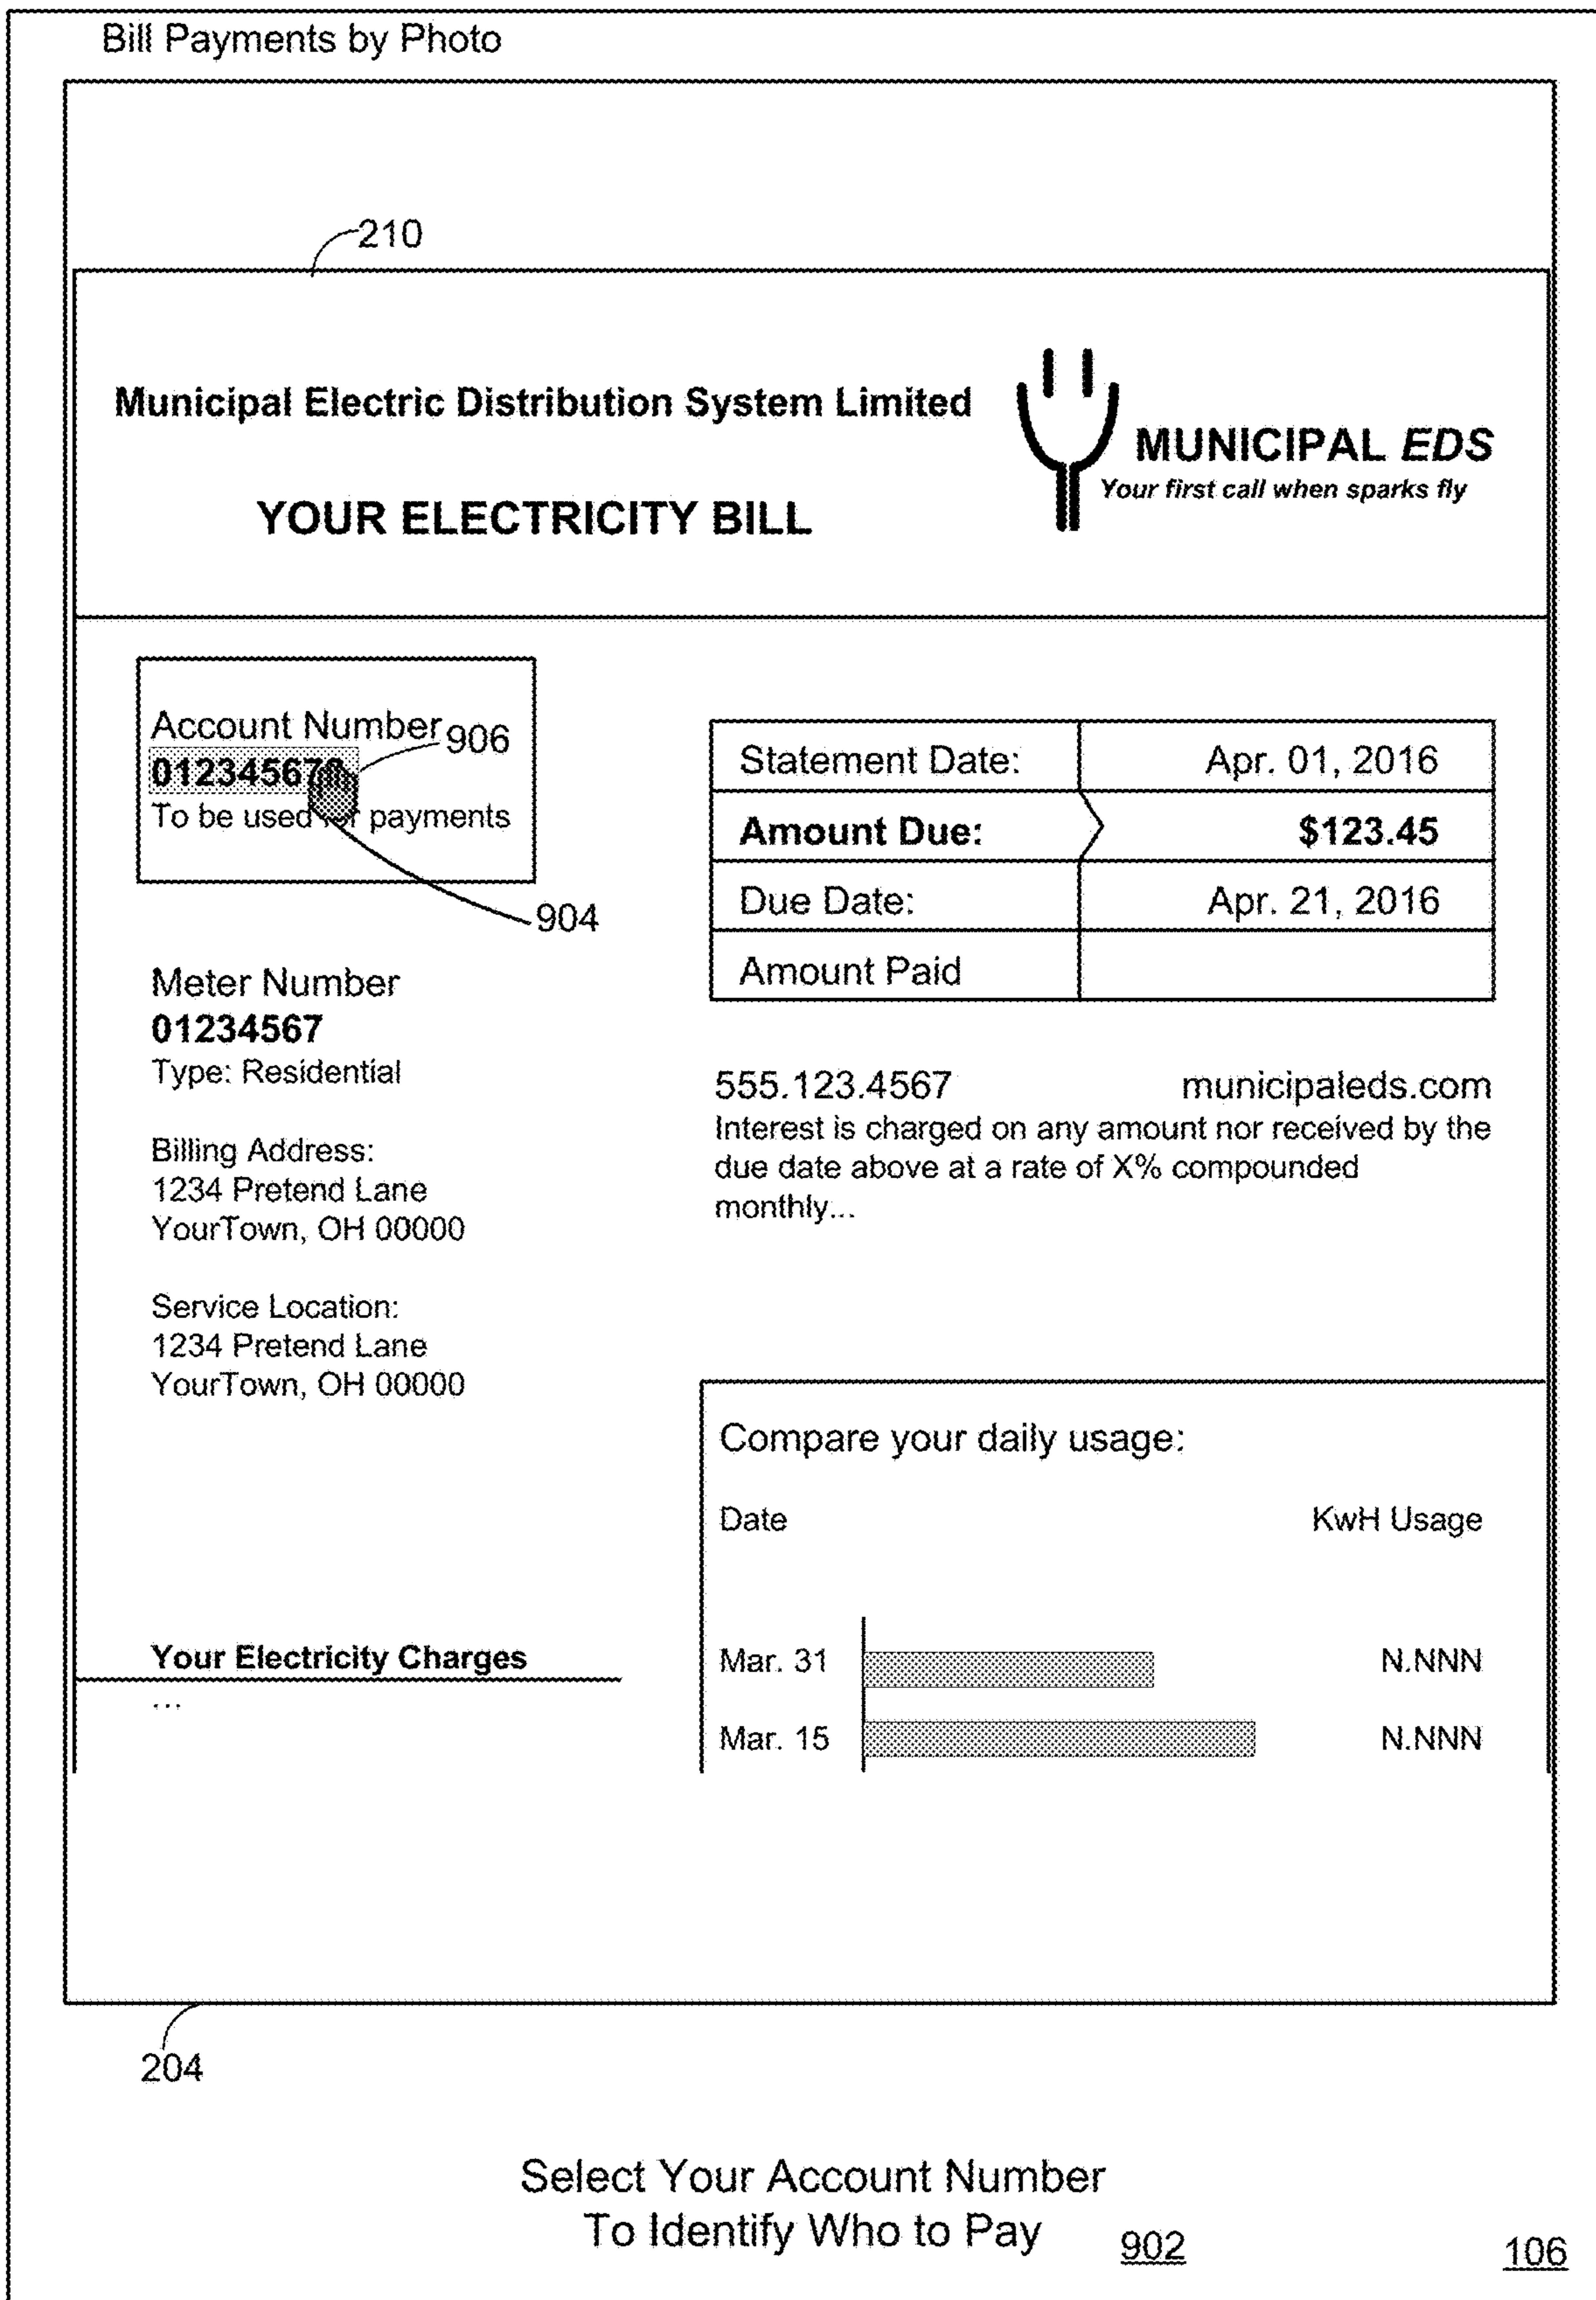 Bill Payments by Photo
210
Municipal Electric Distribution System Limited
YOUR ELECTRICITY BILL
MUNICIPAL EDS
Your first call when sparks fly
Account Number
906
To be used payments
904
Meter Number
01234567
Type: Residential
Billing Address:
1234 Pretend Lane
YourTown, OH 00000
Service Location:
1234 Pretend Lane
YourTown, OH 00000
Your Electricity Charges
...
Statement Date: Apr. 01, 2016
Amount Due: $123.45
Due Date: Apr. 21, 2016
Amount Paid
555.123.4567 municipaleds.com
Interest is charged on any amount nor received by the
due date above at a rate of X% compounded
monthly...
Compare your daily usage:
Date KwH Usage
Mar. 31 N.NNN
Mar. 15 N.NNN
204
Select Your Account Number
To Identify Who to Pay
902
106